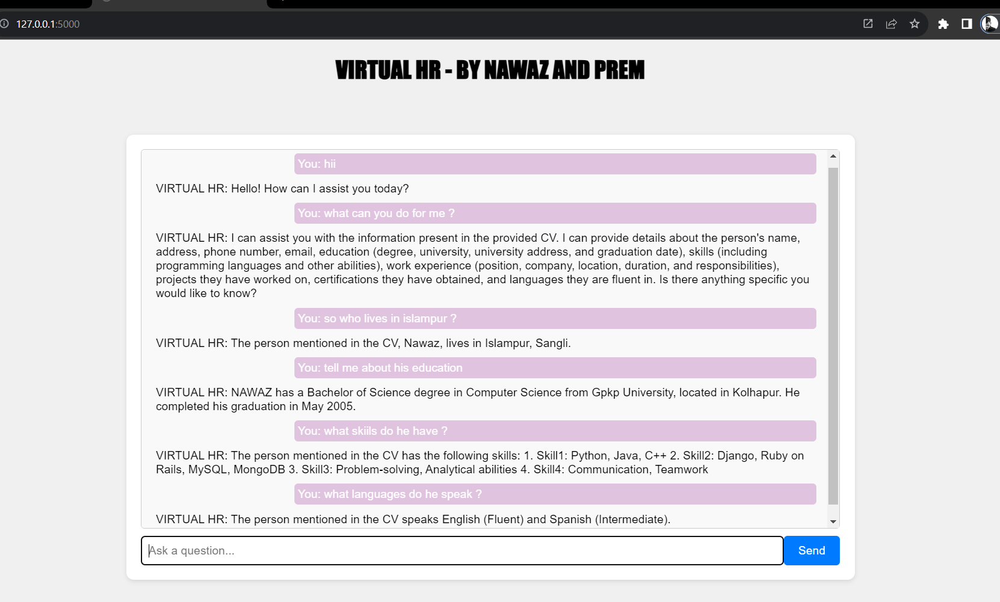 127.0.0.1:5000
VIRTUAL HR - BY NAWAZ AND PREM
You: hii
VIRTUAL HR: Hello! How can I assist you today?
You: what can you do for me ?
VIRTUAL HR: I can assist you with the information present in the provided CV. I can provide details about the person's name,
address, phone number, email, education (degree, university, university address, and graduation date), skills (including
programming languages and other abilities), work experience (position, company, location, duration, and responsibilities),
projects they have worked on, certifications they have obtained, and languages they are fluent in. Is there anything specific you
would like to know?
You: so who lives in islampur ?
VIRTUAL HR: The person mentioned in the CV, Nawaz, lives in Islampur, Sangli.
You: tell me about his education
VIRTUAL HR: NAWAZ has a Bachelor of Science degree in Computer Science from Gpkp University, located in Kolhapur. He
completed his graduation in May 2005.
You: what skiils do he have ?
VIRTUAL HR: The person mentioned in the CV has the following skills: 1. Skill1: Python, Java, C++ 2. Skill2: Django, Ruby on
Rails, MySQL, MongoDB 3. Skill3: Problem-solving, Analytical abilities 4. Skill4: Communication, Teamwork
You: what languages do he speak ?
VIRTUAL HR: The person mentioned in the CV speaks English (Fluent) and Spanish (Intermediate).
Ask a question...
Send